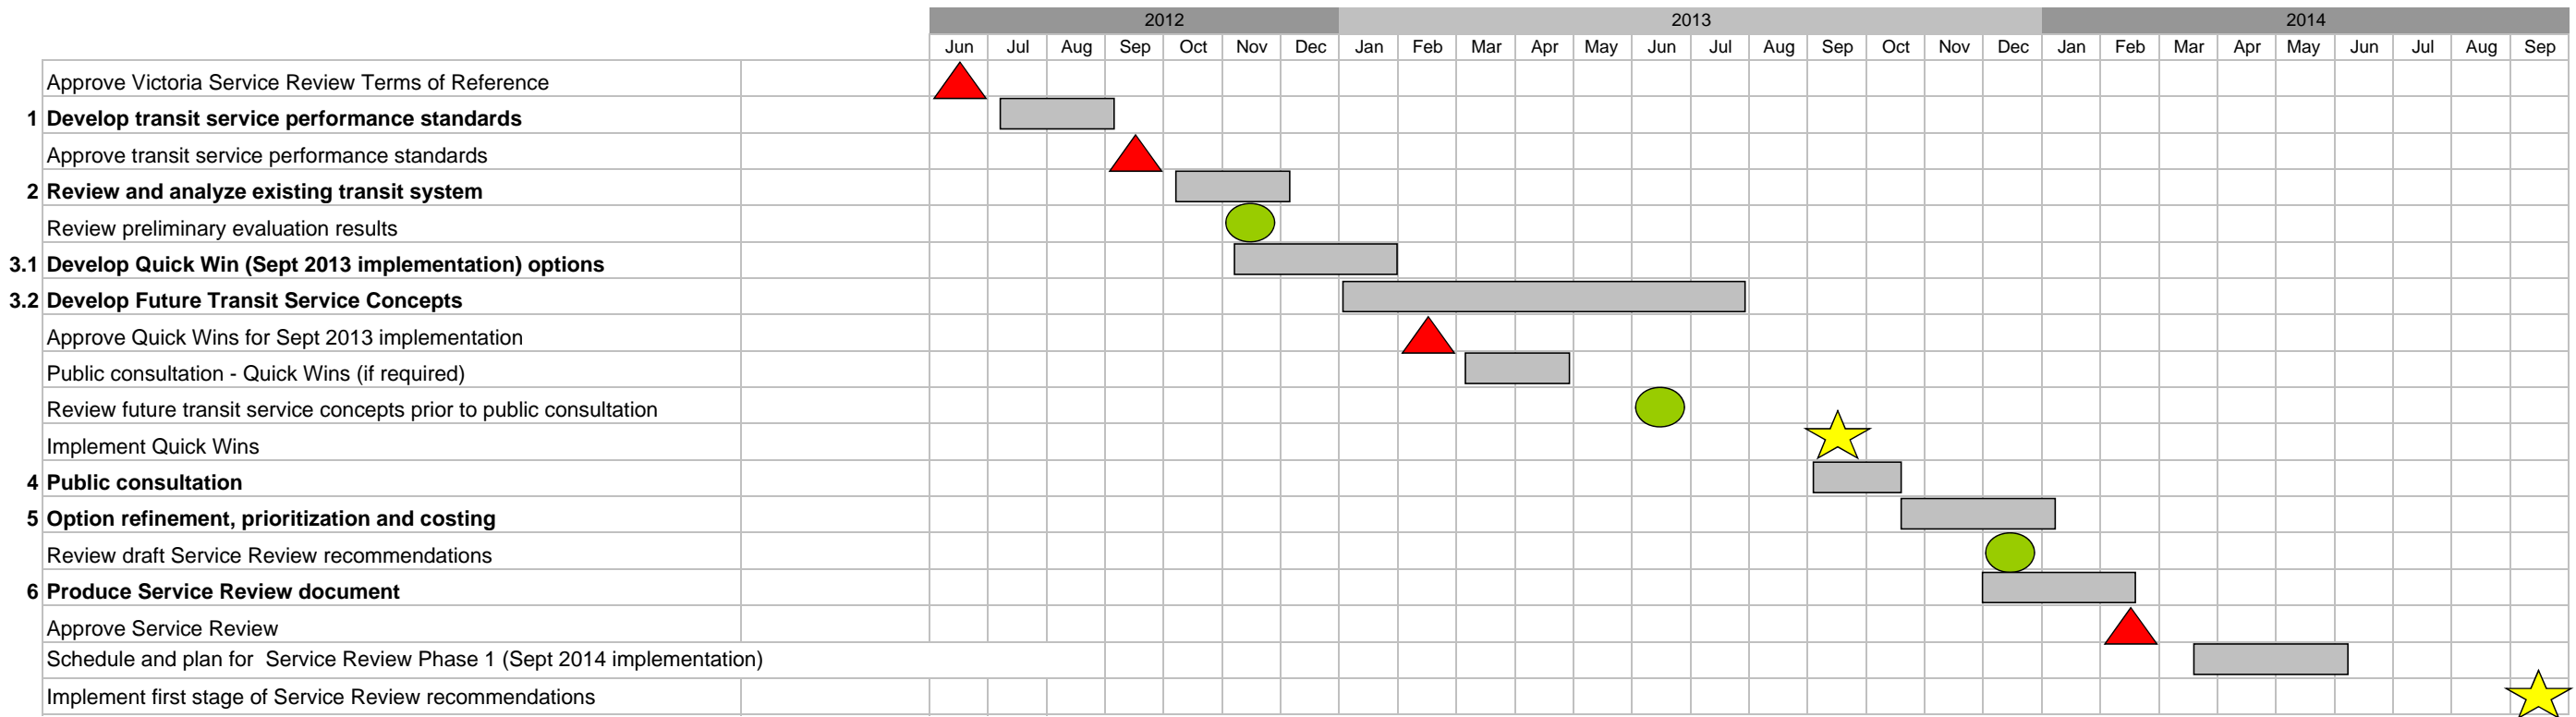 2012 2013 2014
Jun Jul Aug Sep Oct Nov Dec Jan Feb Mar Apr May Jun Jul Aug Sep Oct Nov Dec Jan Feb Mar Apr May Jun Jul Aug Sep
Approve Victoria Service Review Terms of Reference
1 Develop transit service performance standards
Approve transit service performance standards
2 Review and analyze existing transit system
Review preliminary evaluation results
3.1 Develop Quick Win (Sept 2013 implementation) options
3.2 Develop Future Transit Service Concepts
Approve Quick Wins for Sept 2013 implementation
Public consultation - Quick Wins (if required)
Review future transit service concepts prior to public consultation
Implement Quick Wins
4 Public consultation
5 Option refinement, prioritization and costing
Review draft Service Review recommendations
6 Produce Service Review document
Approve Service Review
Schedule and plan for Service Review Phase 1 (Sept 2014 implementation)
Implement first stage of Service Review recommendations